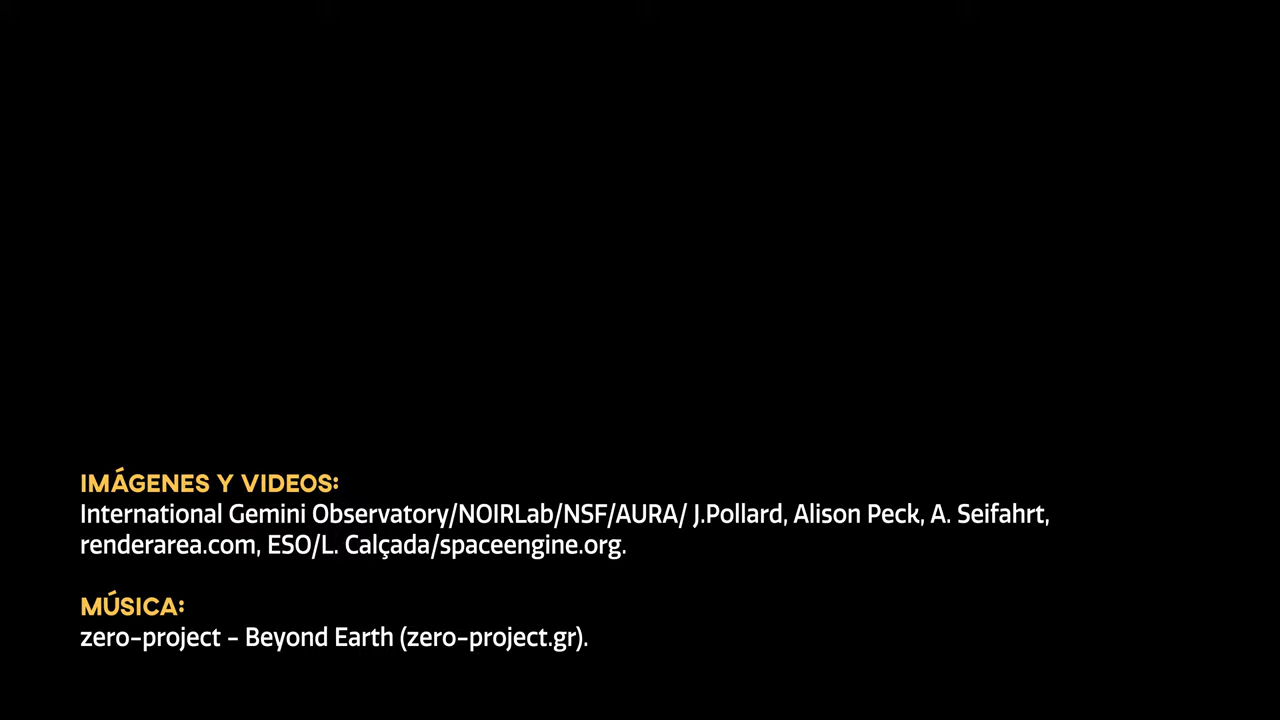 IMÁGENES Y VIDEOS:
International Gemini Observatory/NOIRLab/NSF/AURA/ J.Pollard, Alison Peck, A. Seifahrt,
renderarea.com, ESO/L. Calçada/spaceengine.org.
MÚSICA:
zero-project - Beyond Earth (zero-project.gr).